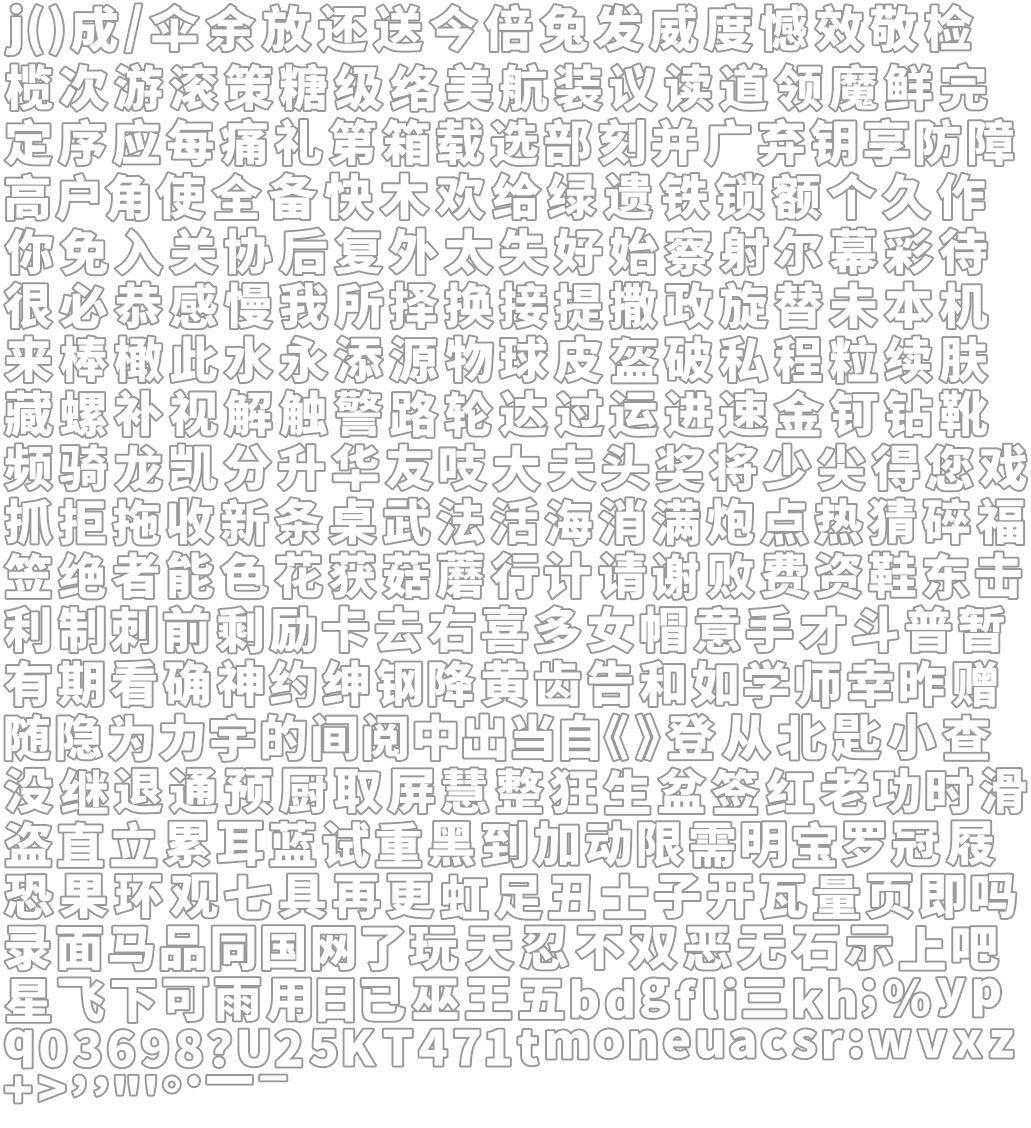 j()成/伞余放还送今倍兔发威度憾效敬检
榄次游滚策糖级络美航装议读道领魔鲜完
定序应每痛礼第箱载选部刻并广弃钥享防障
高户角使全备快木欢给绿遗铁锁额个久作
你免入关协后复外太失好始察射尔幕彩待
很必恭感慢我所择换接提撒政旋替未本机
来棒橄此水永添源物球皮盔破私程粒续肤
藏螺补视解触警路轮达过运进速金钉钻靴
频骑龙凯分升华友吱大夫头奖将少尖得您戏
抓拒拖收新条桌武法活海消满炮点热猜碎福
笠绝者能色花获菇蘑行计请谢败费资鞋东击
利制刺前剩励卡去右喜多女帽意手才斗普暂
有期看确神约绅钢降黄齿告和如学师幸昨赠
随隐为力宇的间阅中出当自《》登从北匙小查
没继退通预厨取屏慧整狂生盆签红老功时滑
盗直立累耳蓝试重黑到加动限需明宝罗冠履
恐果环观七具再更虹足丑士子开瓦量页即吗
录面马品同国网了玩天忍不双恶无石示上吧
星飞下可雨用日已巫王五bdgfli三kh;%yp
q03698?U25KT471tmoneuacsr:wvxz
+>’,"'°·—-